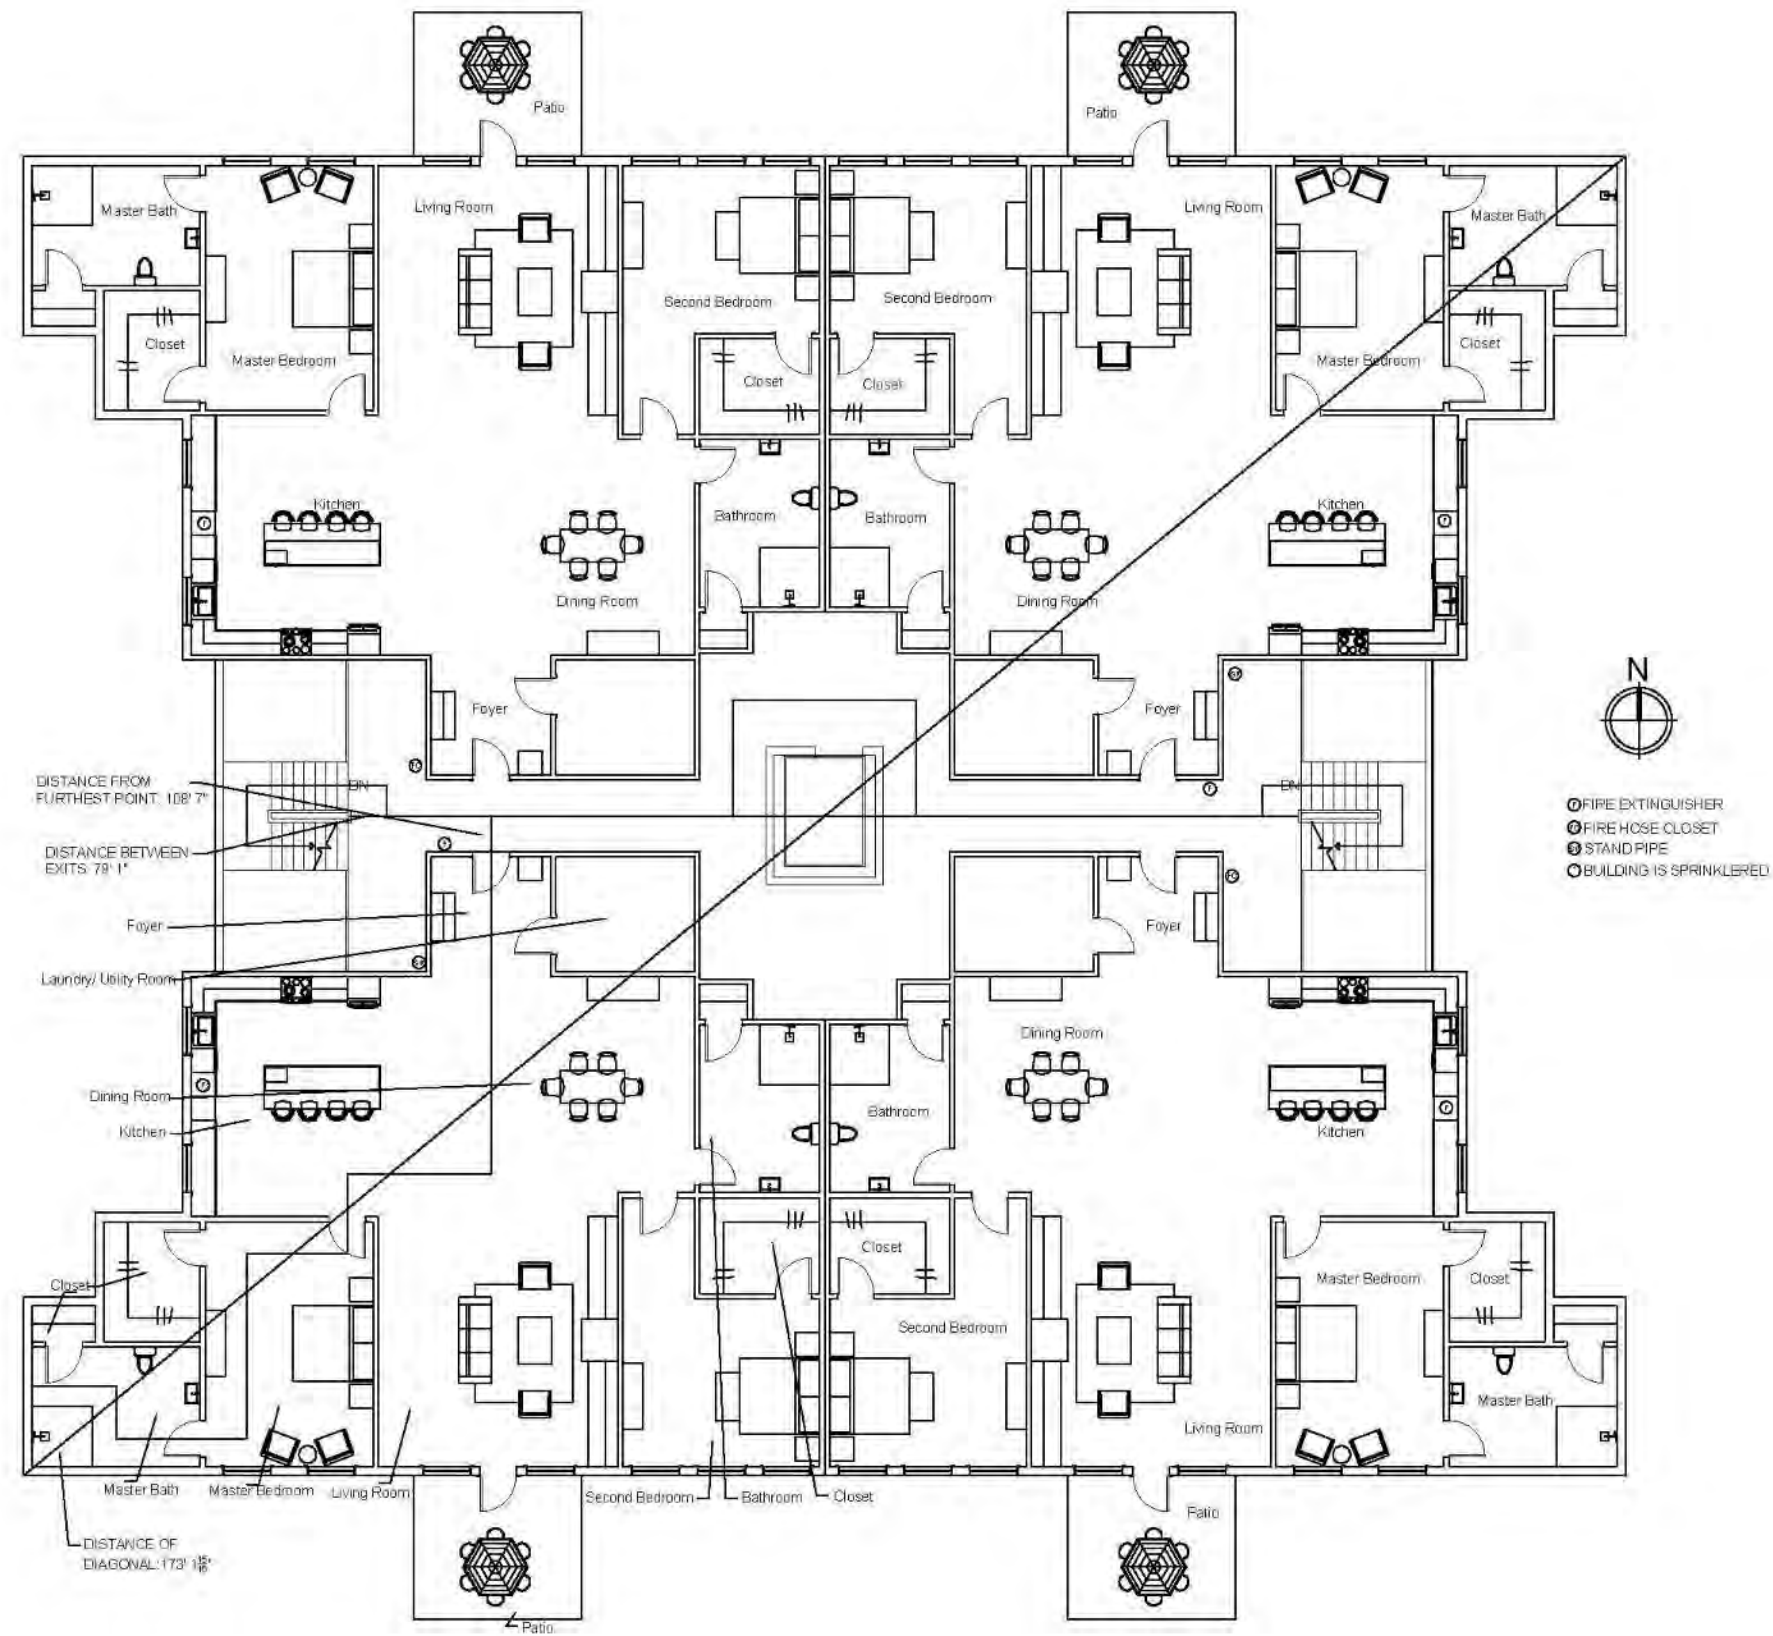 Patio
Patio
Master Bath
Living Room
Living Room
Master Bath
Second Bedroom
Second Bedroom
Closet
Master Bedroom
Closet
Closet
Master Bedroom
Closet
Kitchen
Bathroom
Bathroom
Kitchen
Dining Room
Dining Room
N
Foyer
Foyer
DISTANCE FROM
FURTHEST POINT: 108' 7"
DN
DN
FIRE EXTINGUISHER
FIRE HOSE CLOSET
STAND PIPE
BUILDING IS SPRINKLERED
DISTANCE BETWEEN
EXITS: 79' 1"
Foyer
Foyer
Laundry/ Utility Room
Dining Room
Dining Room
Kitchen
Bathroom
Kitchen
Closet
Closet
Master Bedroom
Closet
Second Bedroom
Master Bath
Living Room
Master Bath
Master Bedroom
Living Room
Second Bedroom
Bathroom
Closet
Patio
DISTANCE OF
DIAGONAL: 173' 1 15/16"
Patio